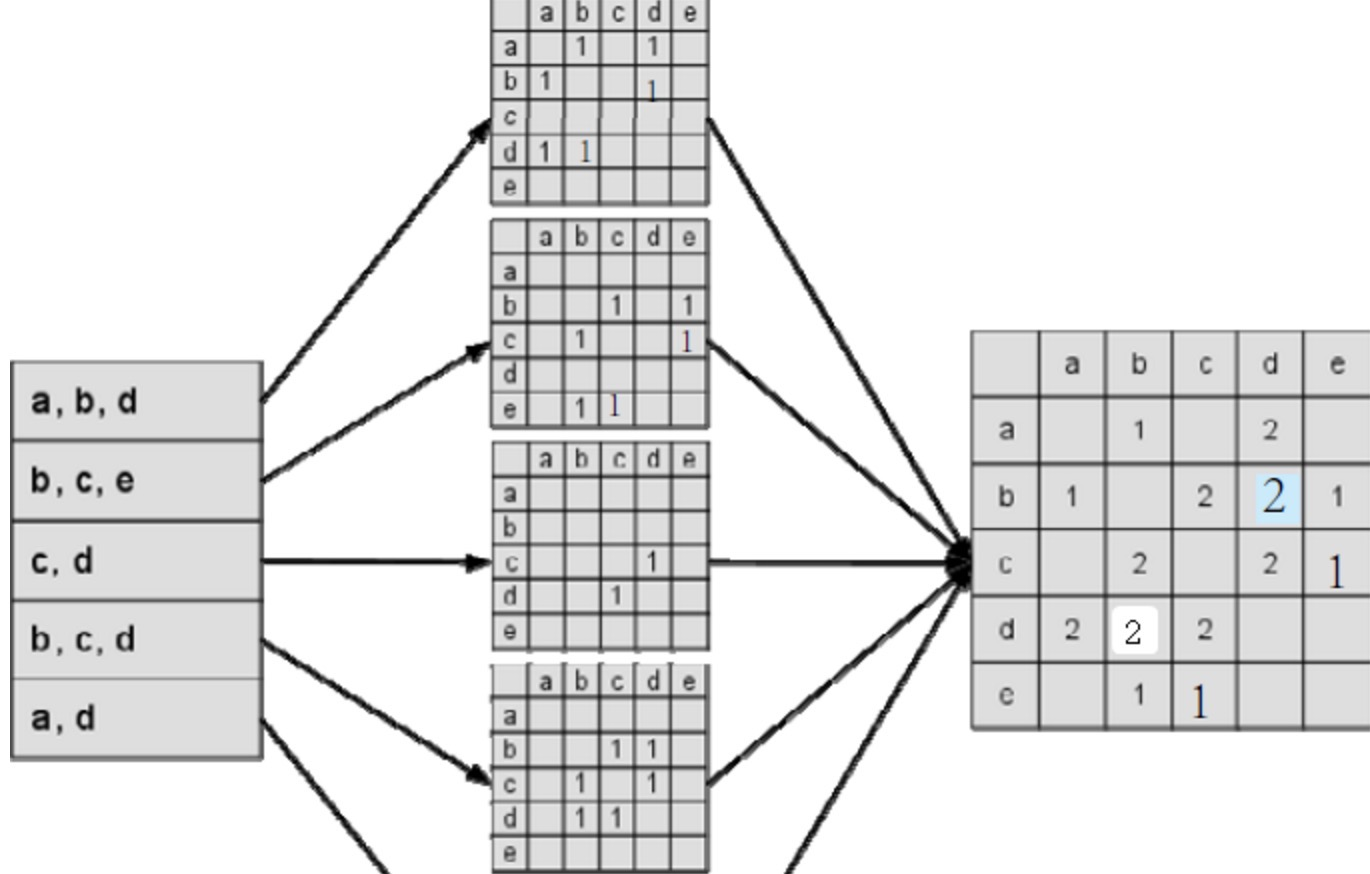 a, b, d
b, c, e
c, d
b, c, d
a, d
a b c d e
a 1 1
b 1 1
c
d 1 1
e
a b c d e
a
b 1 1
c 1 1
d
e 1 1
a b c d e
a
b
c 1
d 1
e
a b c d e
a
b 1 1
c 1 1
d 1 1
e
a b c d e
a 1 2
b 1 2 2 1
c 2 2 1
d 2 2 2
e 1 1